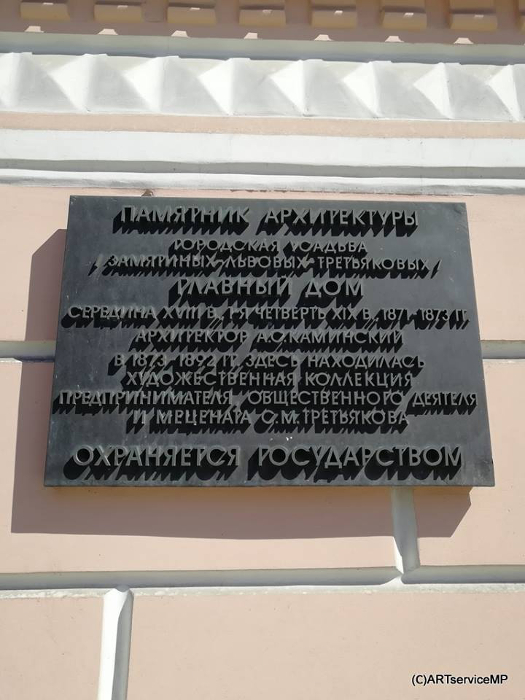 ПАМЯТНИК АРХИТЕКТУРЫ
ГОРОДСКАЯ УСАДЬБА
/ЗАМЯТИНЫХ-ЛЬВОВЫХ-ТРЕТЬЯКОВЫХ/
ГЛАВНЫЙ ДОМ
СЕРЕДИНА XVIII В., 1-Я ЧЕТВЕРТЬ XIX В., 1871-1873 ГГ.
АРХИТЕКТОР А.С.КАМИНСКИЙ
В 1873-1892 ГГ. ЗДЕСЬ НАХОДИЛАСЬ
ХУДОЖЕСТВЕННАЯ КОЛЛЕКЦИЯ
ПРЕДПРИНИМАТЕЛЯ, ОБЩЕСТВЕННОГО ДЕЯТЕЛЯ
И МЕЦЕНАТА С.М.ТРЕТЬЯКОВА
ОХРАНЯЕТСЯ ГОСУДАРСТВОМ
(C)ARTserviceMP